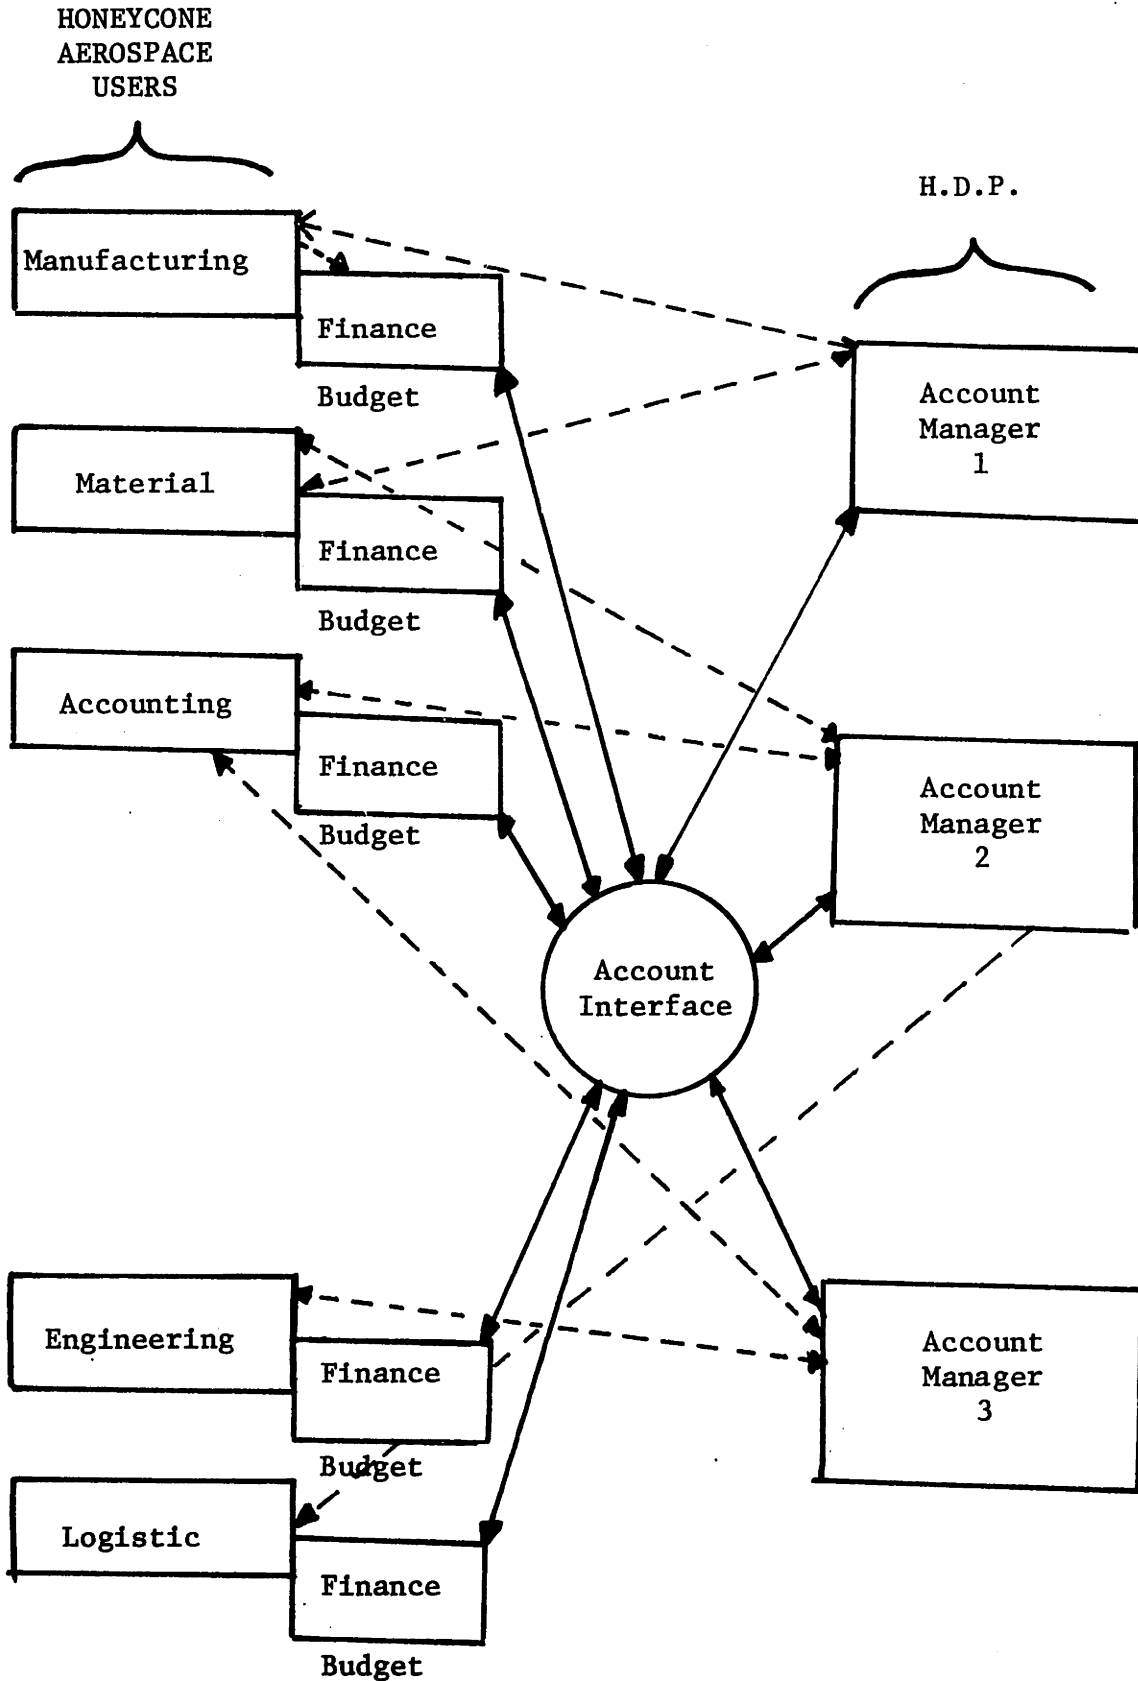 HONEYCONE
AEROSPACE
USERS
H.D.P.
Manufacturing
Finance
Budget
Account
Manager
1
Material
Finance
Budget
Accounting
Finance
Budget
Account
Manager
2
Account
Interface
Engineering
Finance
Budget
Account
Manager
3
Logistic
Finance
Budget